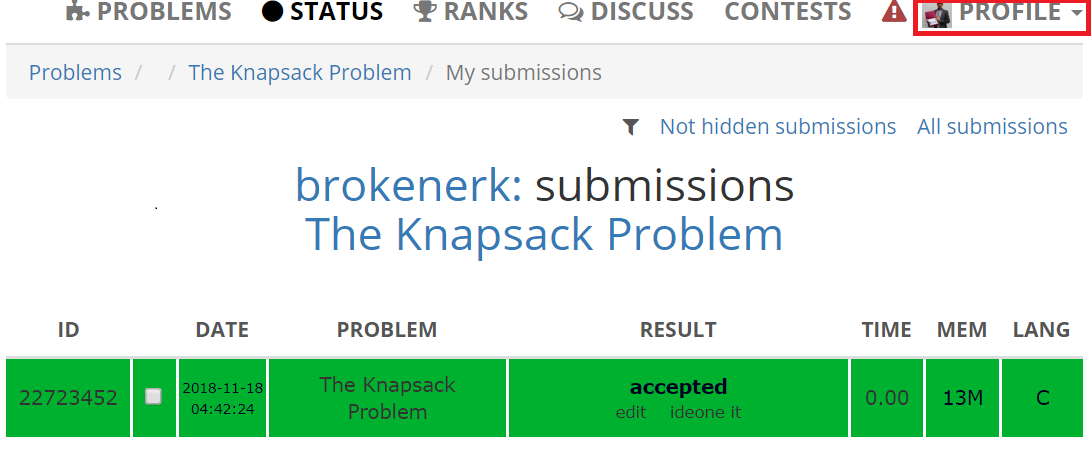 PROBLEMS STATUS RANKS DISCUSS CONTESTS PROFILE
Problems / / The Knapsack Problem / My submissions
Not hidden submissions All submissions
brokenerk: submissions
The Knapsack Problem
ID DATE PROBLEM RESULT TIME MEM LANG
22723452 2018-11-18 04:42:24 The Knapsack Problem accepted edit ideone it 0.00 13M C